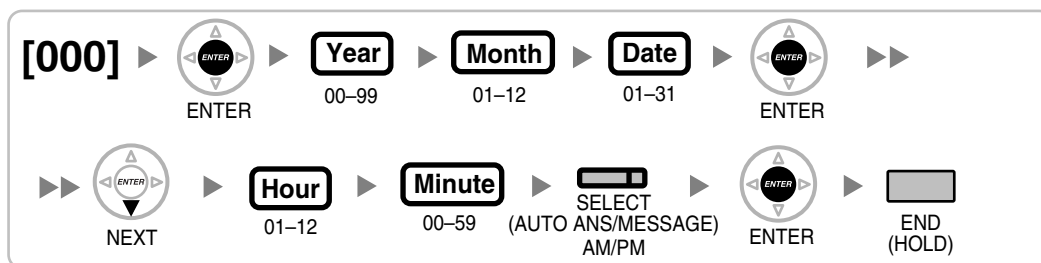 [000] ENTER Year Month Date ENTER
ENTER 00–99 01–12 01–31 ENTER
ENTER Hour Minute ENTER
NEXT 01–12 00–59 SELECT (AUTO ANS/MESSAGE) AM/PM ENTER END (HOLD)